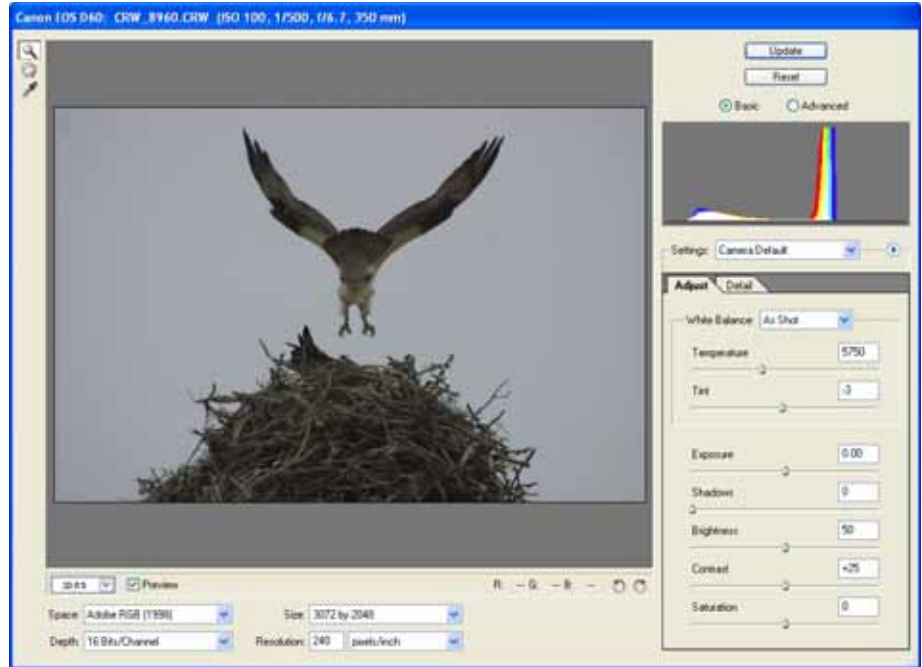 Canon EOS D60: CRW_8960.CRW (ISO 100, 1/500, f/6.7, 350 mm)
Update
Reset
Basic Advanced
Settings: Camera Default
Adjust Detail
White Balance: As Shot
Temperature 5750
Tint -3
Exposure 0.00
Shadows 0
Brightness 50
Contrast +25
Saturation 0
Preview R: -- G: -- B: --
Space: Adobe RGB (1998) Size: 3072 by 2048
Depth: 16 Bits/Channel Resolution: 240 pixels/inch